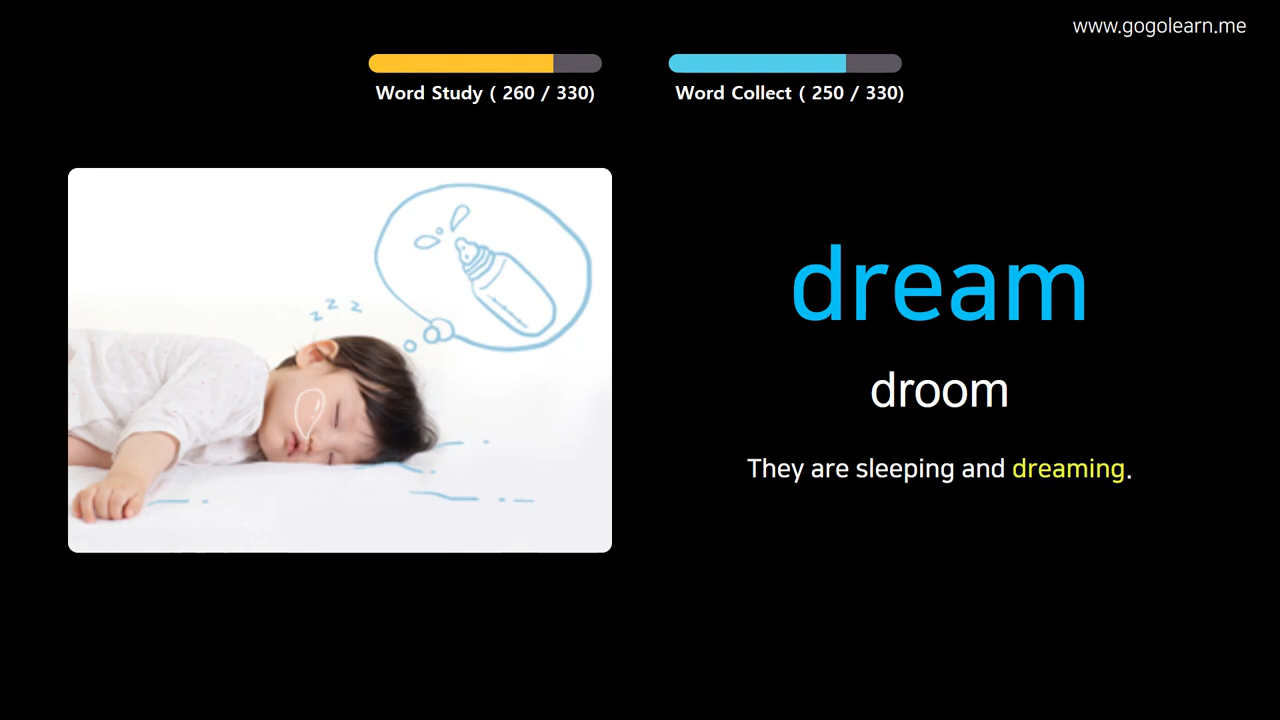 www.gogolearn.me
Word Study ( 260 / 330)
Word Collect ( 250 / 330)
z z z
dream
droom
They are sleeping and dreaming.